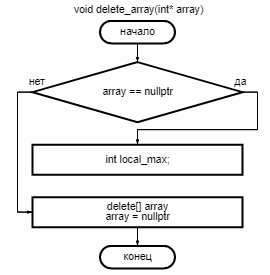 void delete_array(int* array)
начало
нет
да
array == nullptr
int local_max;
delete[] array
array = nullptr
конец